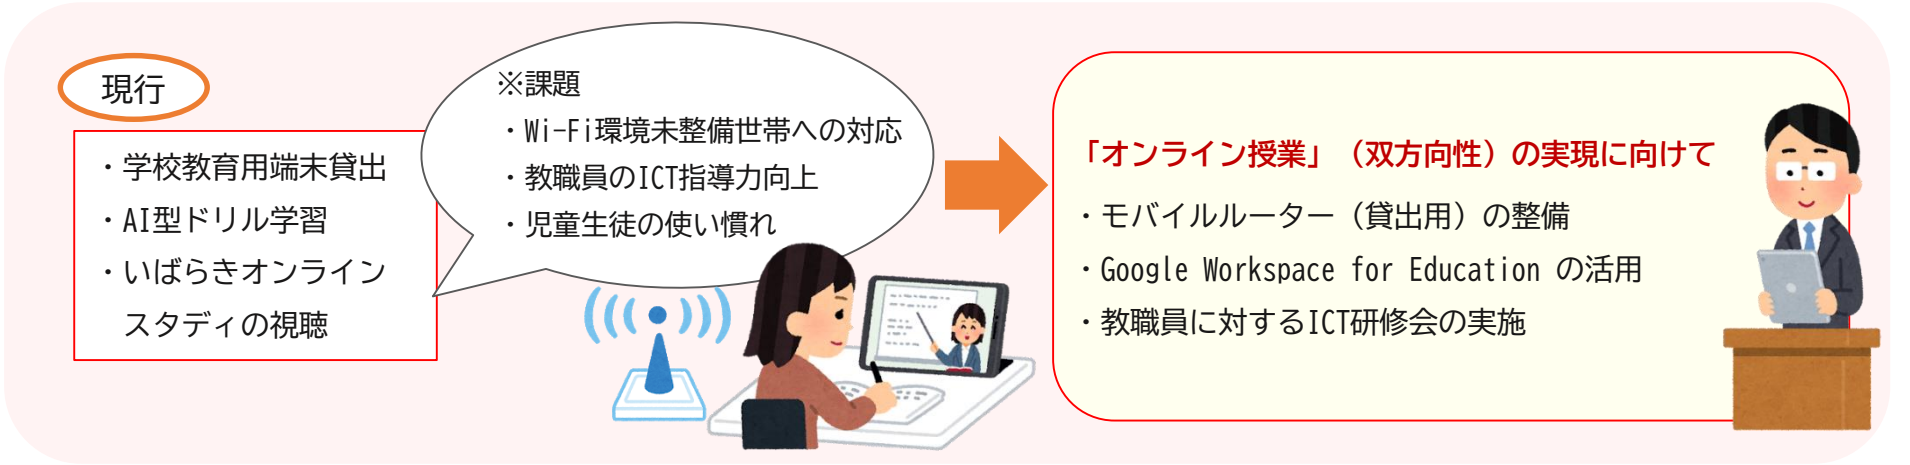 現行
・学校教育用端末貸出
・AI型ドリル学習
・いばらきオンライン
スタディの視聴
※課題
・Wi-Fi環境未整備世帯への対応
・教職員のICT指導力向上
・児童生徒の使い慣れ
「オンライン授業」（双方向性）の実現に向けて
・モバイルルーター（貸出用）の整備
・Google Workspace for Education の活用
・教職員に対するICT研修会の実施